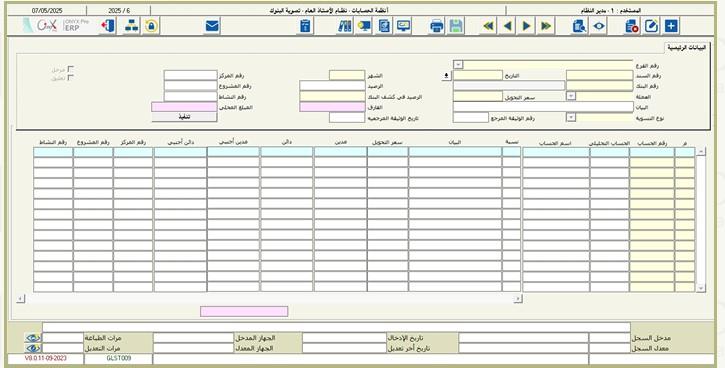 المستخدم : 1 - مدير النظام
أنظمة الحسابات - نظام الأستاذ العام - تسوية البنوك
2025 / 6
07/05/2025
ONYX Pro
ERP
البيانات الرئيسية
رقم الفرع
رقم السند
التاريخ
الشهر
رقم المركز
مرحل
رقم البنك
الرصيد
رقم المشروع
تعليق
العملة
سعر التحويل
الرصيد في كشف البنك
رقم النشاط
البيان
الفارق
المبلغ المحلي
نوع التسوية
رقم الوثيقة المرجع
تاريخ الوثيقة المرجعية
تنفيذ
م
رقم الحساب
الحساب التحليلي
اسم الحساب
نسبة
البيان
سعر التحويل
مدين
دائن
مدين أجنبي
دائن أجنبي
رقم المركز
رقم المشروع
رقم النشاط
مدخل السجل
تاريخ الإدخال
الجهاز المدخل
مرات الطباعة
معدل السجل
تاريخ أخر تعديل
الجهاز المعدل
مرات التعديل
GLST009
V8.0.11-09-2023